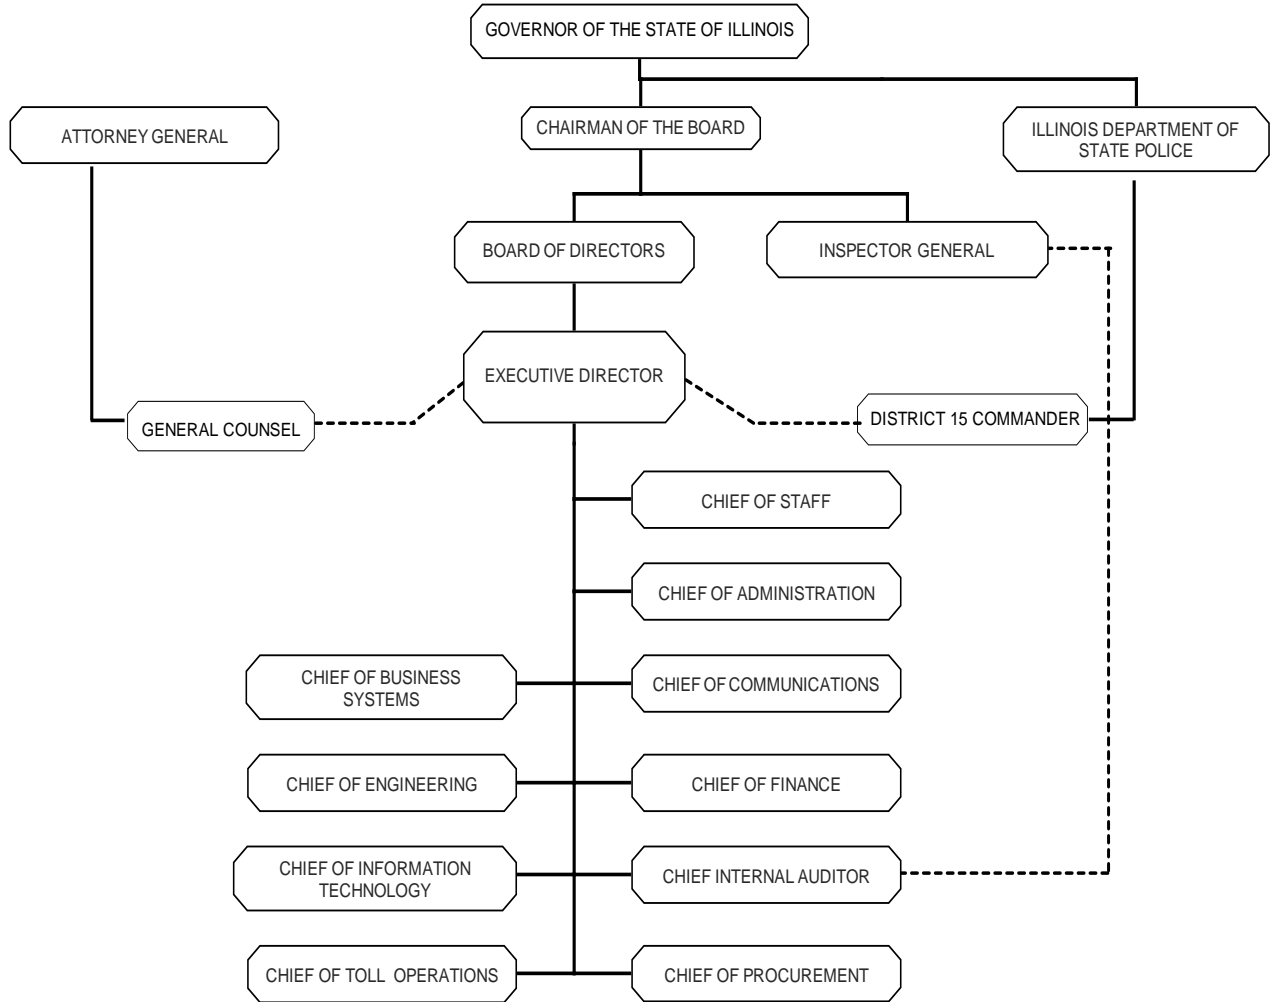 GOVERNOR OF THE STATE OF ILLINOIS
ATTORNEY GENERAL
CHAIRMAN OF THE BOARD
ILLINOIS DEPARTMENT OF
STATE POLICE
BOARD OF DIRECTORS
INSPECTOR GENERAL
EXECUTIVE DIRECTOR
GENERAL COUNSEL
DISTRICT 15 COMMANDER
CHIEF OF STAFF
CHIEF OF ADMINISTRATION
CHIEF OF BUSINESS
SYSTEMS
CHIEF OF COMMUNICATIONS
CHIEF OF ENGINEERING
CHIEF OF FINANCE
CHIEF OF INFORMATION
TECHNOLOGY
CHIEF INTERNAL AUDITOR
CHIEF OF TOLL OPERATIONS
CHIEF OF PROCUREMENT